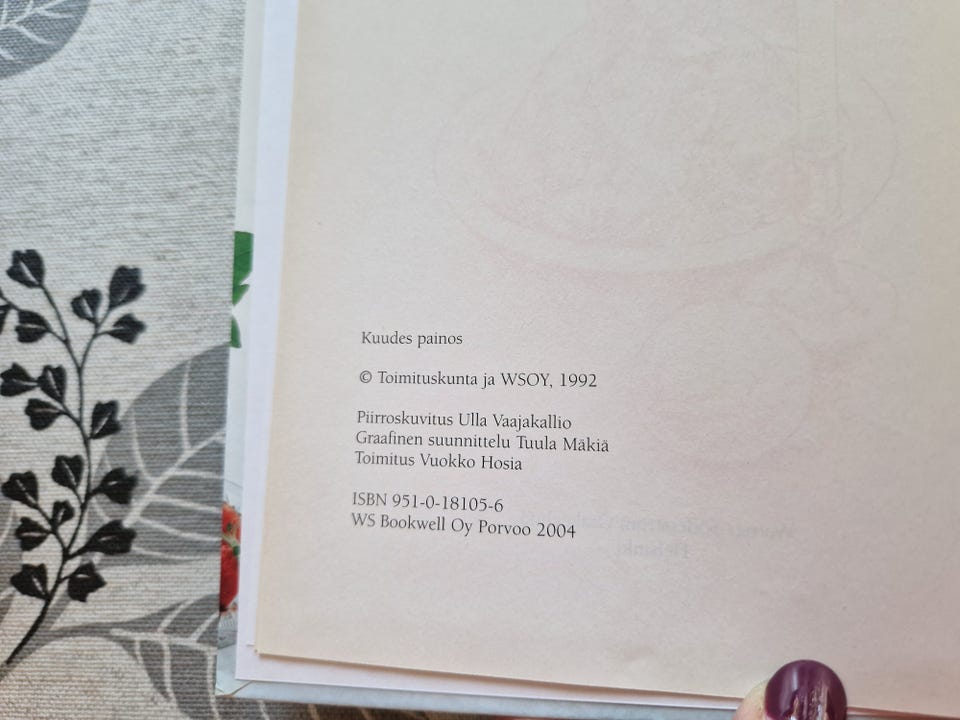 Kuudes painos
© Toimituskunta ja WSOY, 1992
Piirroskuvitus Ulla Vaajakallio
Graafinen suunnittelu Tuula Mäkiä
Toimitus Vuokko Hosia
ISBN 951-0-18105-6
WS Bookwell Oy Porvoo 2004